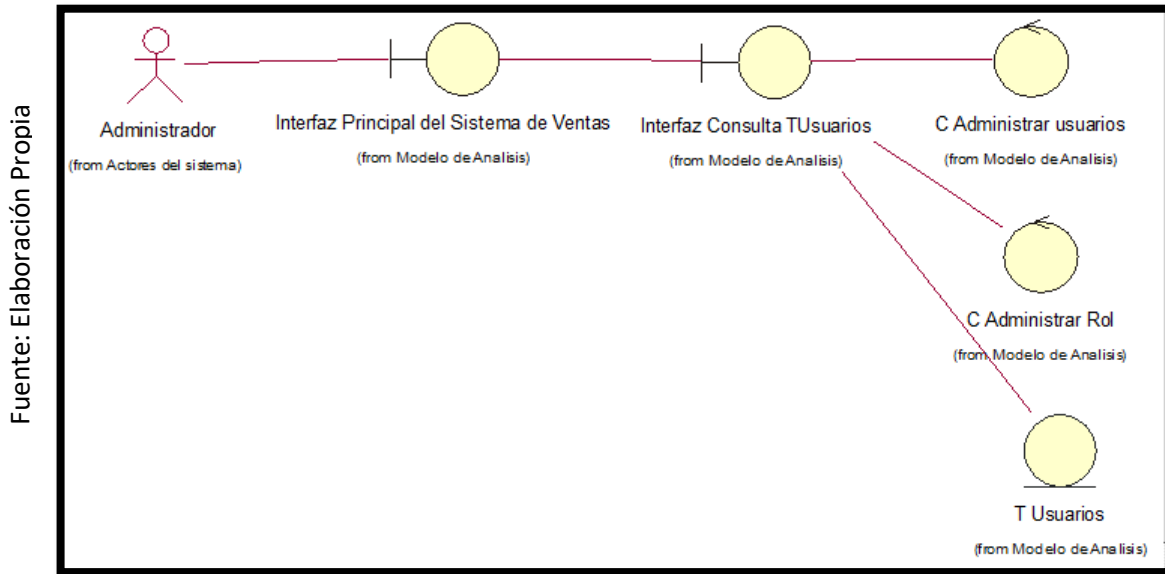 Fuente: Elaboración Propia
Administrador
(from Actores del sistema)
Interfaz Principal del Sistema de Ventas
(from Modelo de Analisis)
Interfaz Consulta TUsuarios
(from Modelo de Analisis)
C Administrar usuarios
(from Modelo de Analisis)
C Administrar Rol
(from Modelo de Analisis)
T Usuarios
(from Modelo de Analisis)